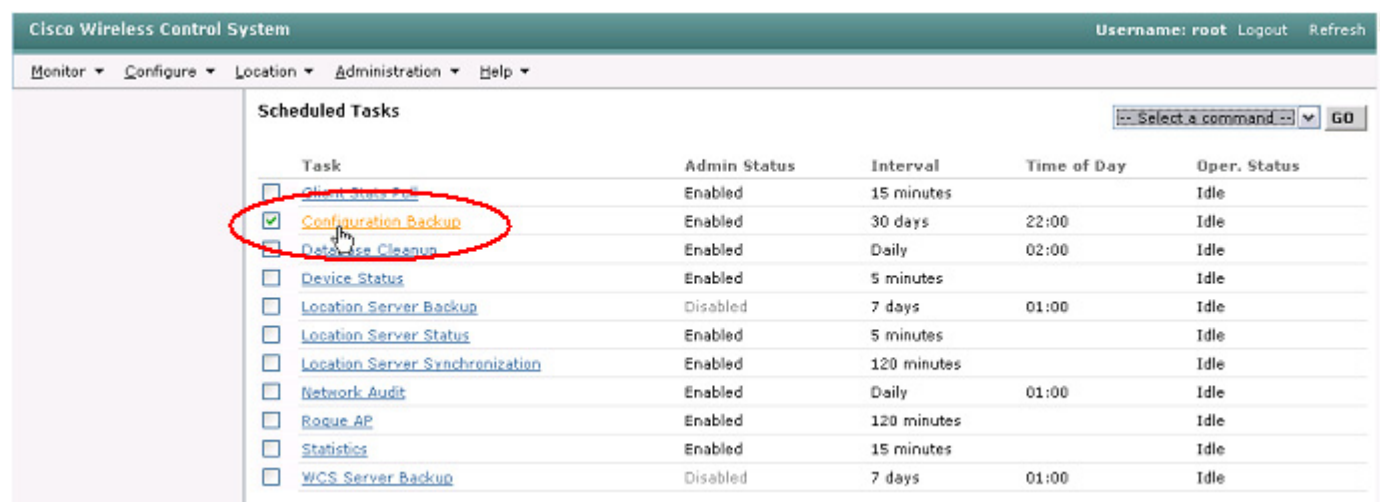 Cisco Wireless Control System Username: root Logout Refresh
Monitor Configure Location Administration Help
Scheduled Tasks -- Select a command -- GO
Task Admin Status Interval Time of Day Oper. Status
Client Stats Poll Enabled 15 minutes Idle
Configuration Backup Enabled 30 days 22:00 Idle
Database Cleanup Enabled Daily 02:00 Idle
Device Status Enabled 5 minutes Idle
Location Server Backup Disabled 7 days 01:00 Idle
Location Server Status Enabled 5 minutes Idle
Location Server Synchronization Enabled 120 minutes Idle
Network Audit Enabled Daily 01:00 Idle
Rogue AP Enabled 120 minutes Idle
Statistics Enabled 15 minutes Idle
WCS Server Backup Disabled 7 days 01:00 Idle